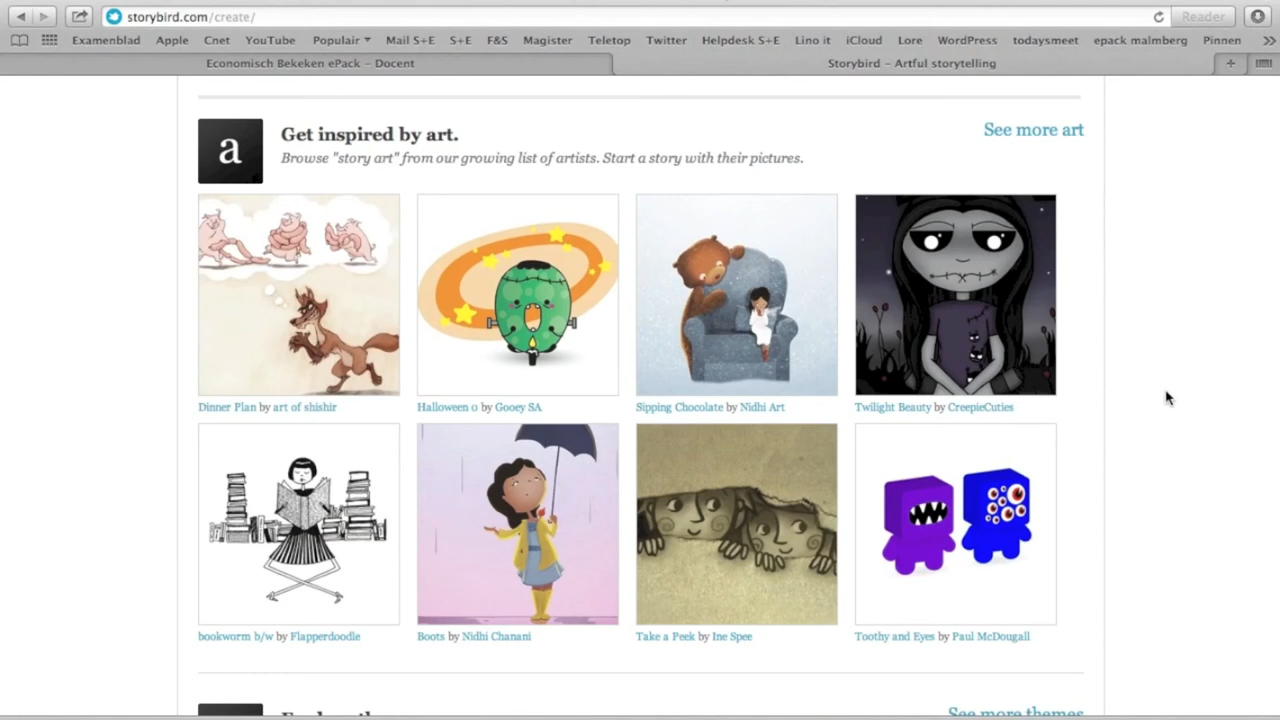 storybird.com/create/
Reader
Examenblad Apple Cnet YouTube Populair Mail S+E S+E F&S Magister Teletop Twitter Helpdesk S+E Lino it iCloud Lore WordPress todaysmeet epack malmberg Pinnen
Economisch Bekeken ePack – Docent
Storybird – Artful storytelling
a
Get inspired by art.
See more art
Browse "story art" from our growing list of artists. Start a story with their pictures.
Dinner Plan by art of shishir
Halloween 0 by Gooey SA
Sipping Chocolate by Nidhi Art
Twilight Beauty by CreepieCuties
bookworm b/w by Flapperdoodle
Boots by Nidhi Chanani
Take a Peek by Ine Spee
Toothy and Eyes by Paul McDougall
See more themes